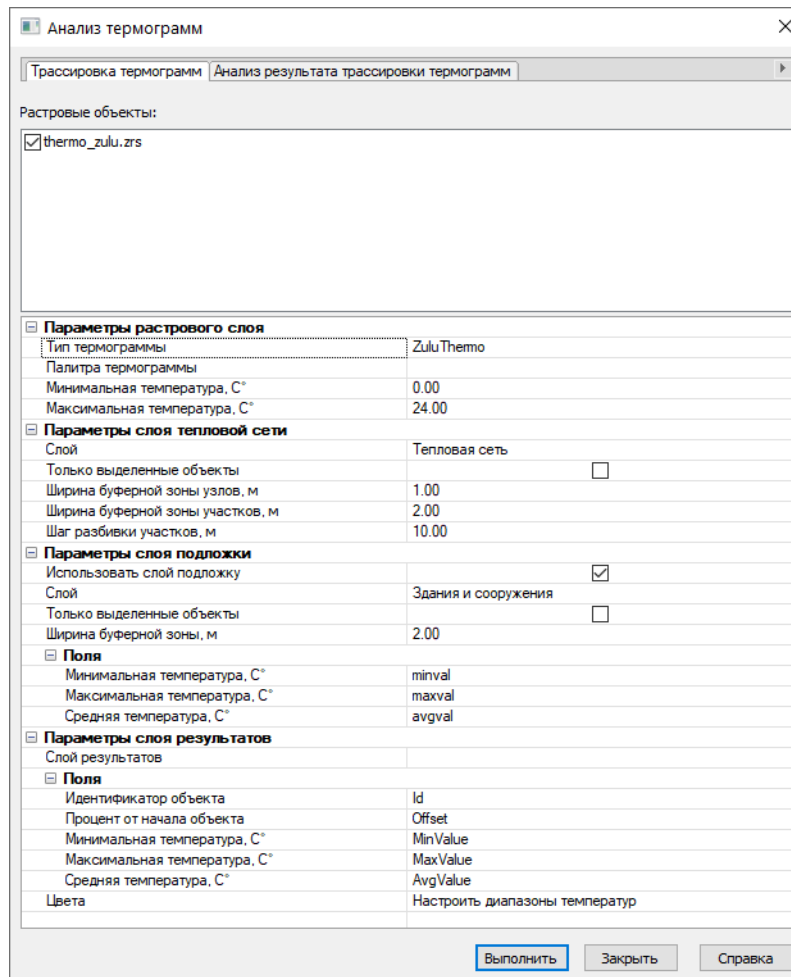 Анализ термограмм
Трассировка термограмм Анализ результата трассировки термограмм
Растровые объекты:
thermo_zulu.zrs
Параметры растрового слоя
Тип термограммы ZuluThermo
Палитра термограммы
Минимальная температура, С° 0.00
Максимальная температура, С° 24.00
Параметры слоя тепловой сети
Слой Тепловая сеть
Только выделенные объекты
Ширина буферной зоны узлов, м 1.00
Ширина буферной зоны участков, м 2.00
Шаг разбивки участков, м 10.00
Параметры слоя подложки
Использовать слой подложку
Слой Здания и сооружения
Только выделенные объекты
Ширина буферной зоны, м 2.00
Поля
Минимальная температура, С° minval
Максимальная температура, С° maxval
Средняя температура, С° avgval
Параметры слоя результатов
Слой результатов
Поля
Идентификатор объекта Id
Процент от начала объекта Offset
Минимальная температура, С° MinValue
Максимальная температура, С° MaxValue
Средняя температура, С° AvgValue
Цвета Настроить диапазоны температур
Выполнить Закрыть Справка